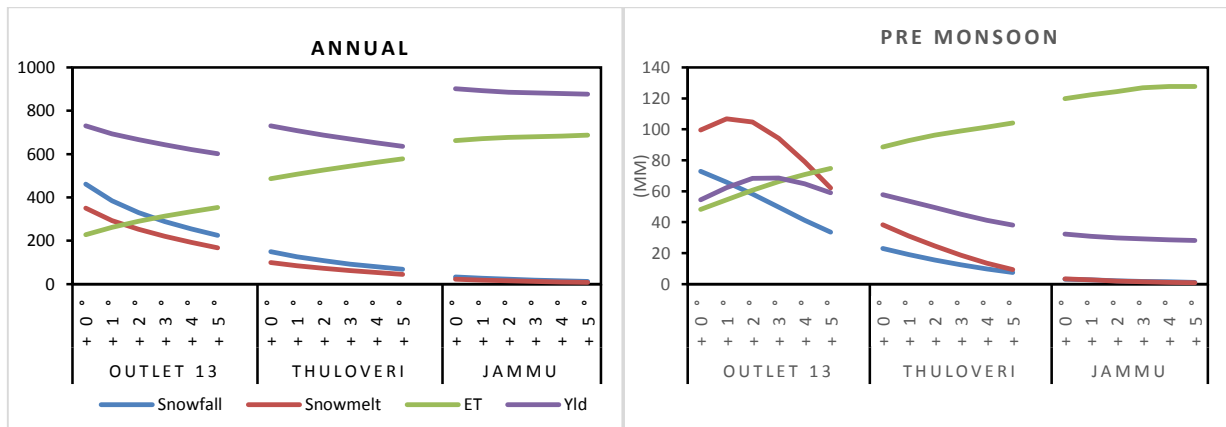 ANNUAL
1000
800
600
400
200
0
+ 0 °
+ 1 °
+ 2 °
+ 3 °
+ 4 °
+ 5 °
+ 0 °
+ 1 °
+ 2 °
+ 3 °
+ 4 °
+ 5 °
+ 0 °
+ 1 °
+ 2 °
+ 3 °
+ 4 °
+ 5 °
OUTLET 13 THULOVERI JAMMU
Snowfall Snowmelt ET Yld
PRE MONSOON
(MM)
140
120
100
80
60
40
20
0
+ 0 °
+ 1 °
+ 2 °
+ 3 °
+ 4 °
+ 5 °
+ 0 °
+ 1 °
+ 2 °
+ 3 °
+ 4 °
+ 5 °
+ 0 °
+ 1 °
+ 2 °
+ 3 °
+ 4 °
+ 5 °
OUTLET 13 THULOVERI JAMMU